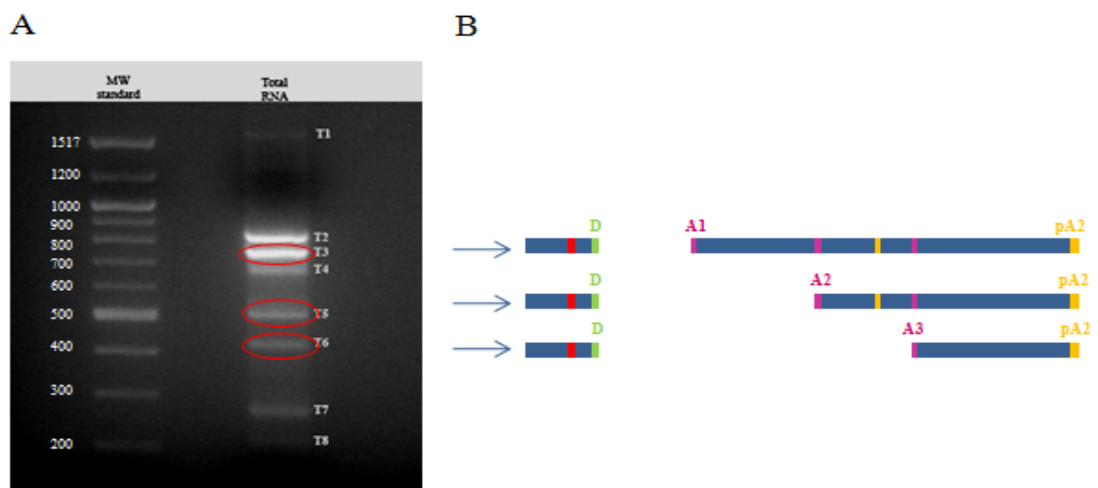 A
B
MW
standard
Total
RNA
1517
T1
1200
1000
900
800
T2
T3
700
T4
600
500
T5
400
T6
300
T7
200
T8
D
A1
pA2
D
A2
pA2
D
A3
pA2